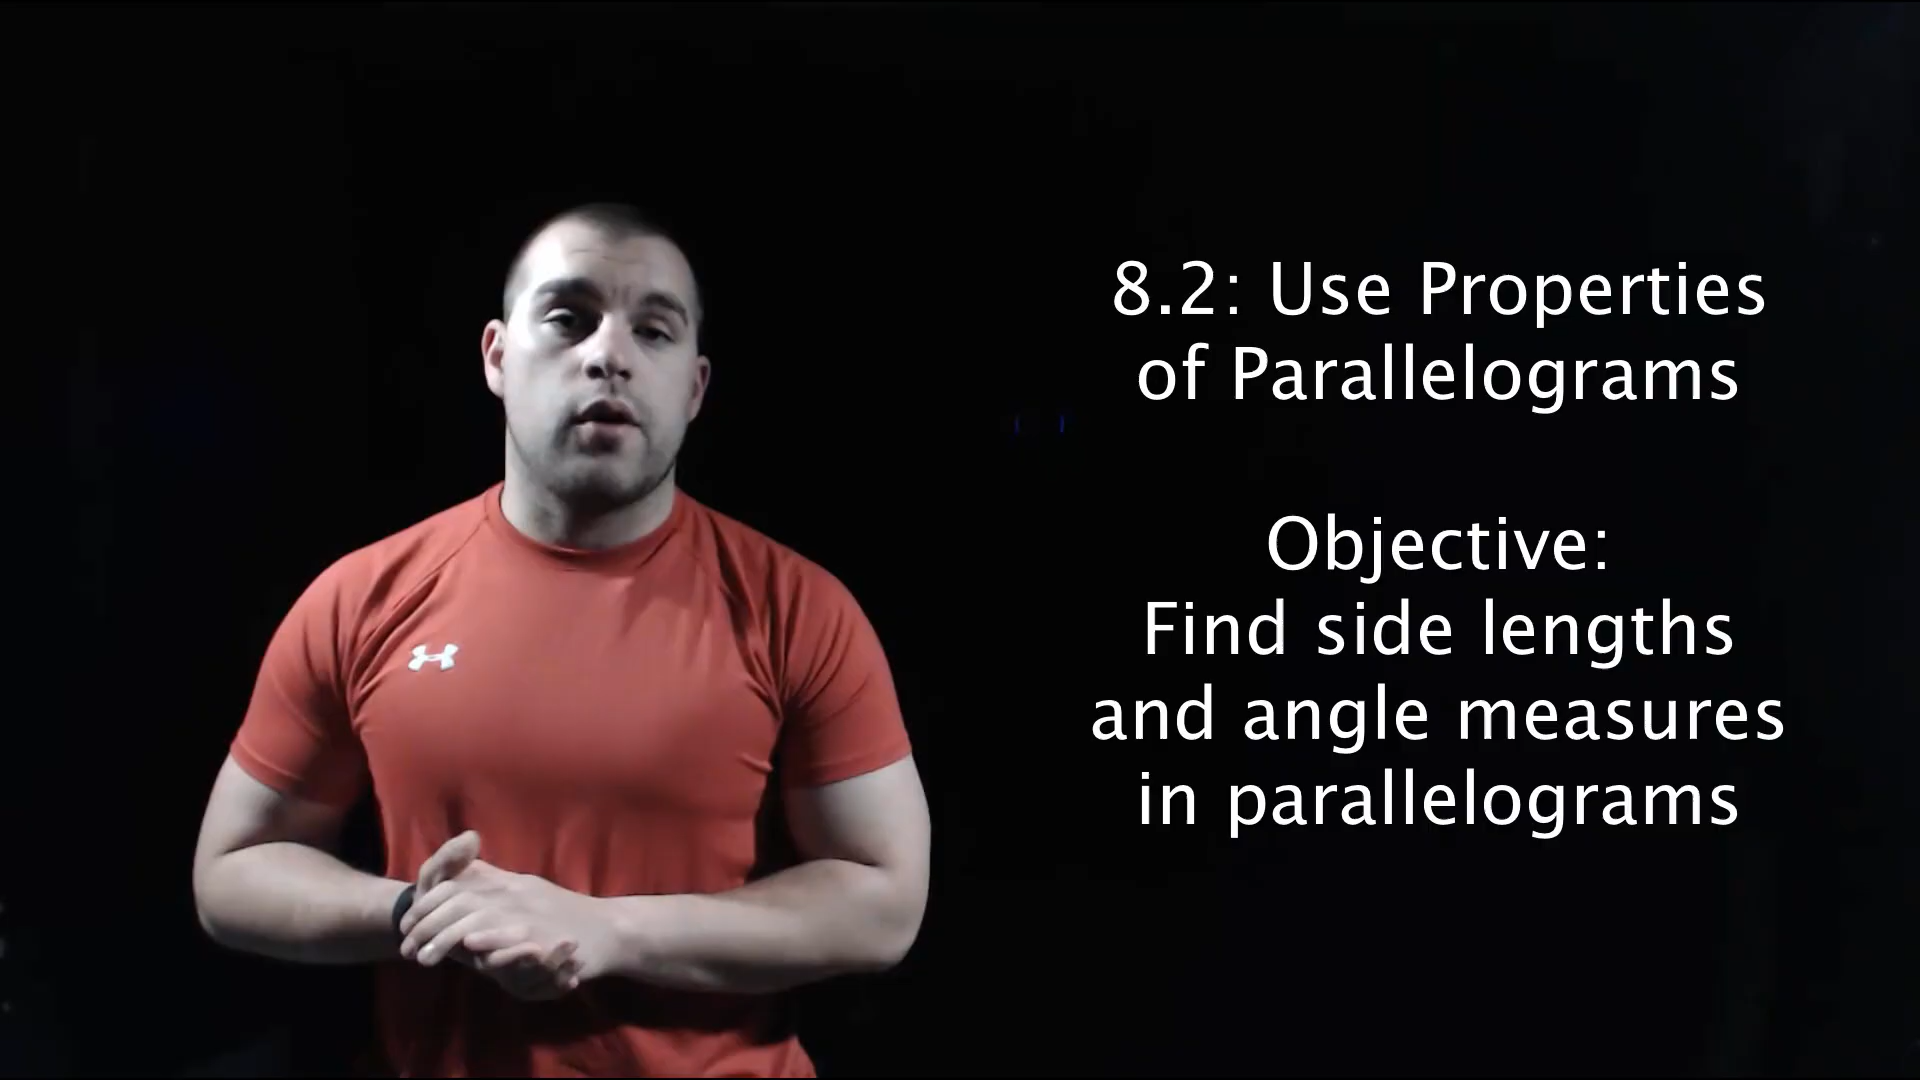 8.2: Use Properties
of Parallelograms
Objective:
Find side lengths
and angle measures
in parallelograms